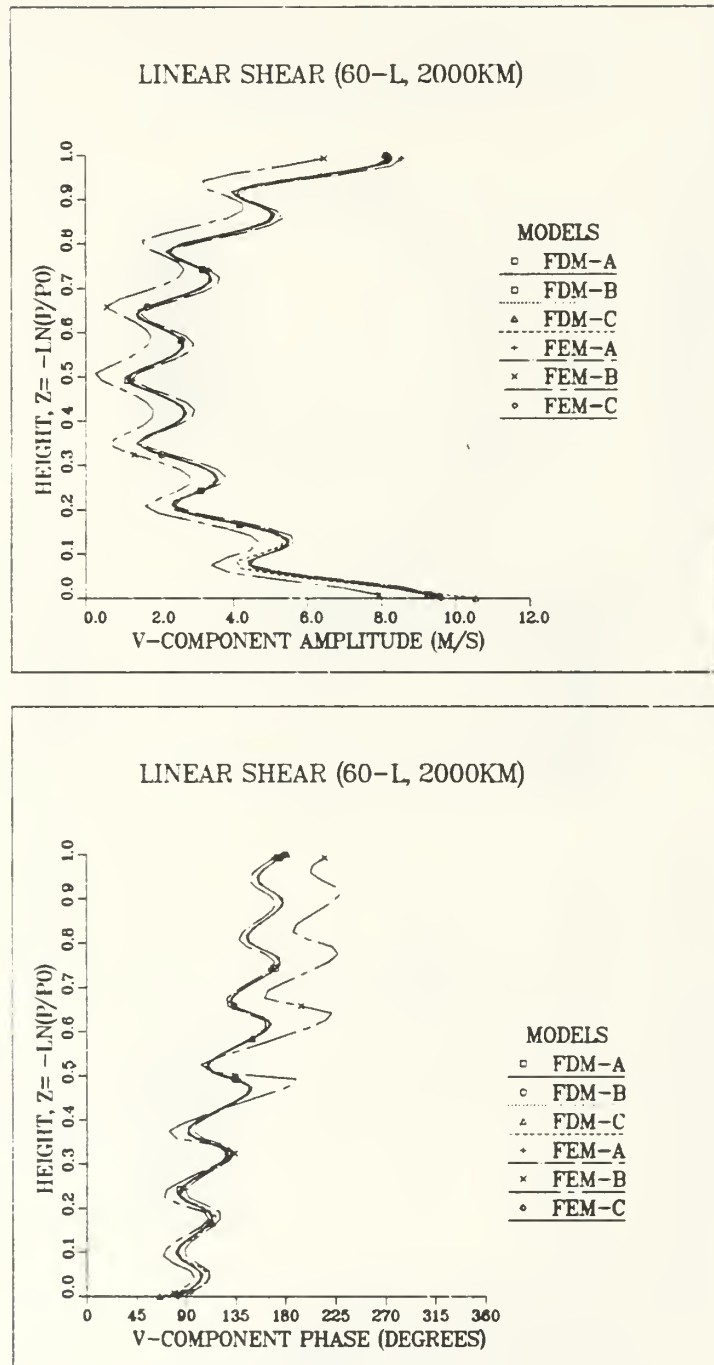 LINEAR SHEAR (60-L, 2000KM)
HEIGHT, Z= -LN(P/P0)
1.0
0.9
0.8
0.7
0.6
0.5
0.4
0.3
0.2
0.1
0.0
0.0 2.0 4.0 6.0 8.0 10.0 12.0
V-COMPONENT AMPLITUDE (M/S)
MODELS
FDM-A
FDM-B
FDM-C
FEM-A
FEM-B
FEM-C
LINEAR SHEAR (60-L, 2000KM)
HEIGHT, Z= -LN(P/P0)
1.0
0.9
0.8
0.7
0.6
0.5
0.4
0.3
0.2
0.1
0.0
0 45 90 135 180 225 270 315 360
V-COMPONENT PHASE (DEGREES)
MODELS
FDM-A
FDM-B
FDM-C
FEM-A
FEM-B
FEM-C